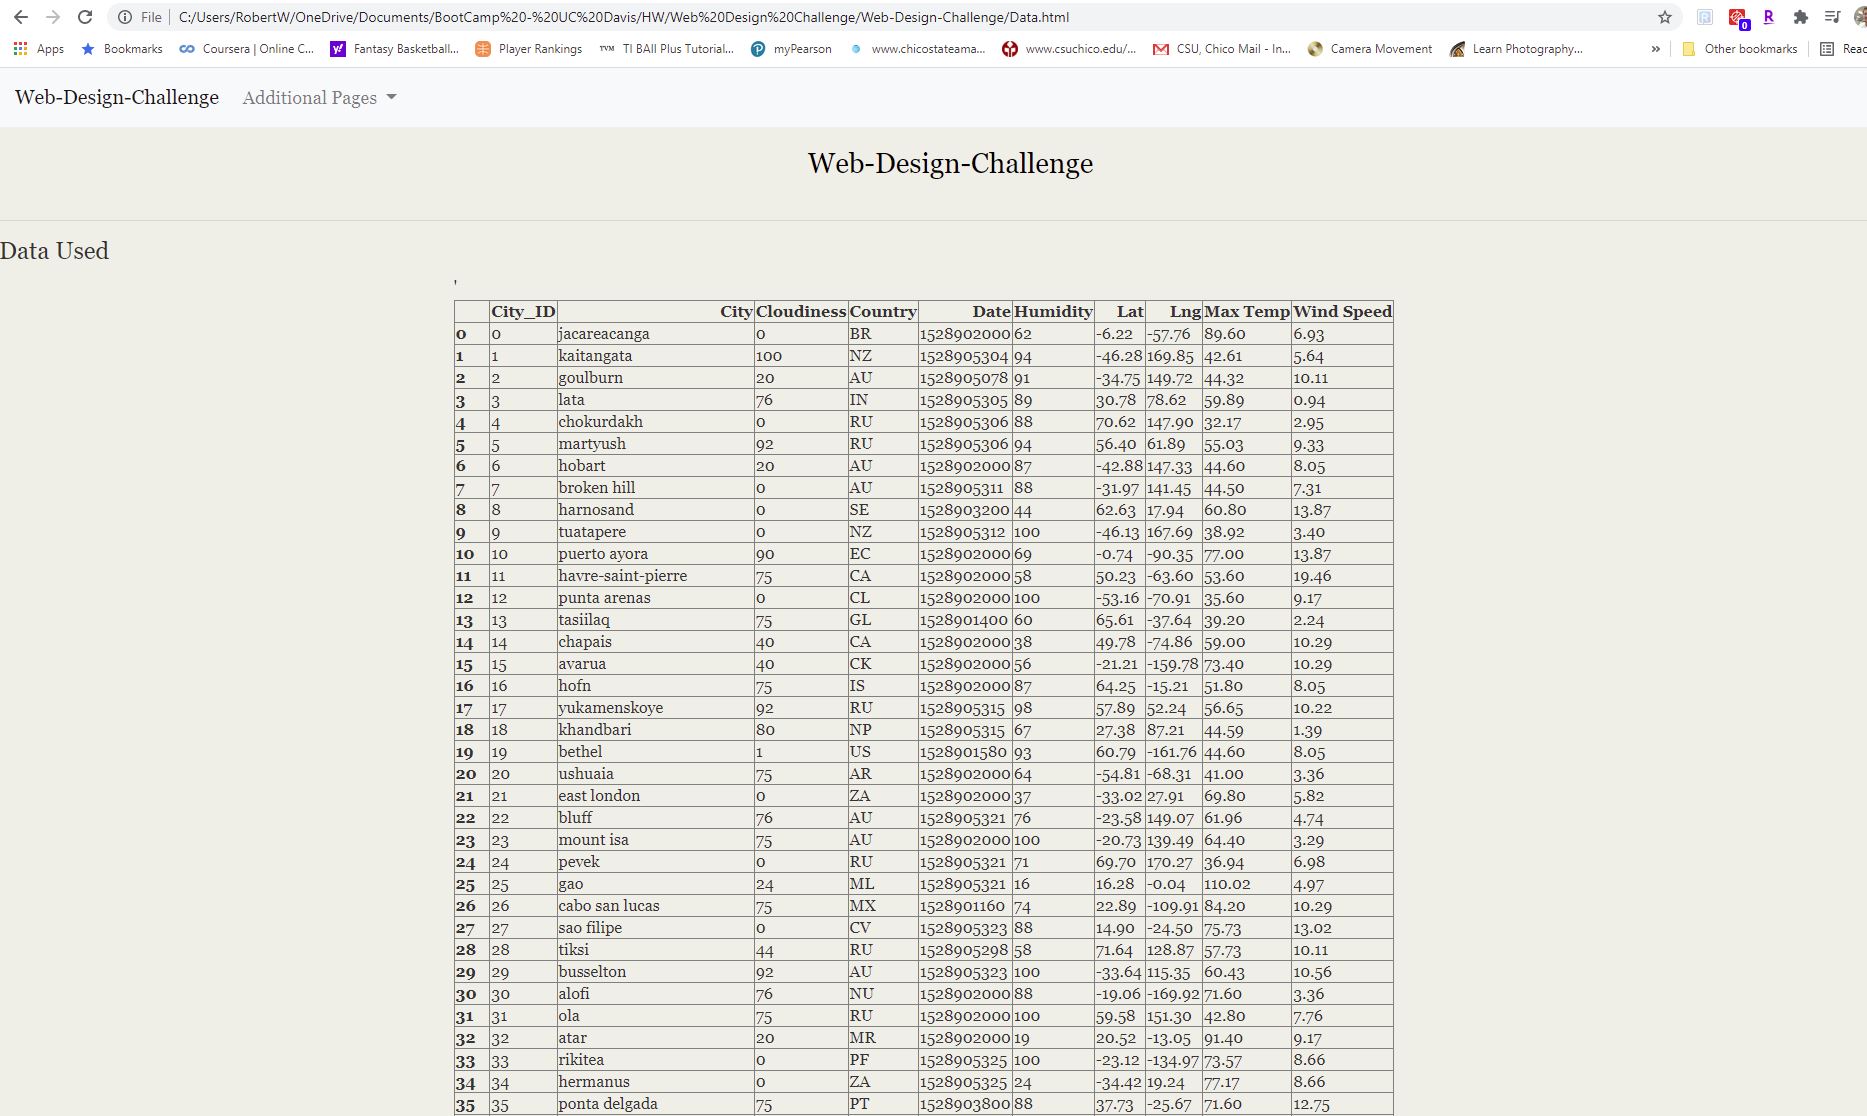 File C:/Users/RobertW/OneDrive/Documents/BootCamp%20-%20UC%20Davis/HW/Web%20Design%20Challenge/Web-Design-Challenge/Data.html
0 R
Apps Bookmarks Coursera | Online C... Fantasy Basketball... Player Rankings TVM TI BAII Plus Tutorial... myPearson www.chicostateama... www.csuchico.edu/... CSU, Chico Mail - In... Camera Movement Learn Photography... » Other bookmarks Reac
Web-Design-Challenge Additional Pages
Web-Design-Challenge
Data Used
'
City_ID City Cloudiness Country Date Humidity Lat Lng Max Temp Wind Speed
0 0 jacareacanga 0 BR 1528902000 62 -6.22 -57.76 89.60 6.93
1 1 kaitangata 100 NZ 1528905304 94 -46.28 169.85 42.61 5.64
2 2 goulburn 20 AU 1528905078 91 -34.75 149.72 44.32 10.11
3 3 lata 76 IN 1528905305 89 30.78 78.62 59.89 0.94
4 4 chokurdakh 0 RU 1528905306 88 70.62 147.90 32.17 2.95
5 5 martyush 92 RU 1528905306 94 56.40 61.89 55.03 9.33
6 6 hobart 20 AU 1528902000 87 -42.88 147.33 44.60 8.05
7 7 broken hill 0 AU 1528905311 88 -31.97 141.45 44.50 7.31
8 8 harnosand 0 SE 1528903200 44 62.63 17.94 60.80 13.87
9 9 tuatapere 0 NZ 1528905312 100 -46.13 167.69 38.92 3.40
10 10 puerto ayora 90 EC 1528902000 69 -0.74 -90.35 77.00 13.87
11 11 havre-saint-pierre 75 CA 1528902000 58 50.23 -63.60 53.60 19.46
12 12 punta arenas 0 CL 1528902000 100 -53.16 -70.91 35.60 9.17
13 13 tasiilaq 75 GL 1528901400 60 65.61 -37.64 39.20 2.24
14 14 chapais 40 CA 1528902000 38 49.78 -74.86 59.00 10.29
15 15 avarua 40 CK 1528902000 56 -21.21 -159.78 73.40 10.29
16 16 hofn 75 IS 1528902000 87 64.25 -15.21 51.80 8.05
17 17 yukamenskoye 92 RU 1528905315 98 57.89 52.24 56.65 10.22
18 18 khandbari 80 NP 1528905315 67 27.38 87.21 44.59 1.39
19 19 bethel 1 US 1528901580 93 60.79 -161.76 44.60 8.05
20 20 ushuaia 75 AR 1528902000 64 -54.81 -68.31 41.00 3.36
21 21 east london 0 ZA 1528902000 37 -33.02 27.91 69.80 5.82
22 22 bluff 76 AU 1528905321 76 -23.58 149.07 61.96 4.74
23 23 mount isa 75 AU 1528902000 100 -20.73 139.49 64.40 3.29
24 24 pevek 0 RU 1528905321 71 69.70 170.27 36.94 6.98
25 25 gao 24 ML 1528905321 16 16.28 -0.04 110.02 4.97
26 26 cabo san lucas 75 MX 1528901160 74 22.89 -109.91 84.20 10.29
27 27 sao filipe 0 CV 1528905323 88 14.90 -24.50 75.73 13.02
28 28 tiksi 44 RU 1528905298 58 71.64 128.87 57.73 10.11
29 29 busselton 92 AU 1528905323 100 -33.64 115.35 60.43 10.56
30 30 alofi 76 NU 1528902000 88 -19.06 -169.92 71.60 3.36
31 31 ola 75 RU 1528902000 100 59.58 151.30 42.80 7.76
32 32 atar 20 MR 1528902000 19 20.52 -13.05 91.40 9.17
33 33 rikitea 0 PF 1528905325 100 -23.12 -134.97 73.57 8.66
34 34 hermanus 0 ZA 1528905325 24 -34.42 19.24 77.17 8.66
35 35 ponta delgada 75 PT 1528903800 88 37.73 -25.67 71.60 12.75